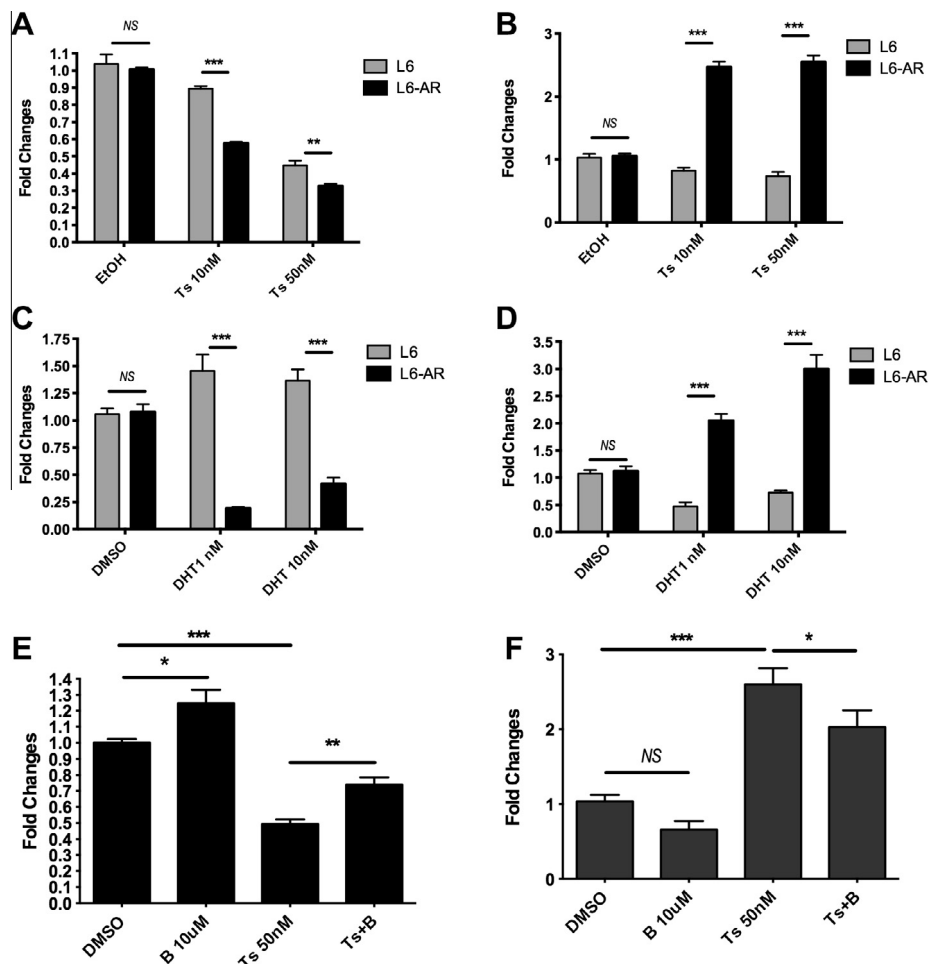 A
NS
***
**
L6
L6-AR
Fold Changes
1.1
1.0
0.9
0.8
0.7
0.6
0.5
0.4
0.3
0.2
0.1
0.0
EtOH
Ts 10nM
Ts 50nM
B
NS
***
***
L6
L6-AR
Fold Changes
3
2
1
0
EtOH
Ts 10nM
Ts 50nM
C
NS
***
***
L6
L6-AR
Fold Changes
1.75
1.50
1.25
1.00
0.75
0.50
0.25
0.00
DMSO
DHT1 nM
DHT 10nM
D
NS
***
***
L6
L6-AR
Fold Changes
3.5
3.0
2.5
2.0
1.5
1.0
0.5
0.0
DMSO
DHT1 nM
DHT 10nM
E
***
*
**
Fold Changes
1.4
1.3
1.2
1.1
1.0
0.9
0.8
0.7
0.6
0.5
0.4
0.3
0.2
0.1
0.0
DMSO
B 10uM
Ts 50nM
Ts+B
F
***
*
NS
Fold Changes
3
2
1
0
DMSO
B 10uM
Ts 50nM
Ts+B